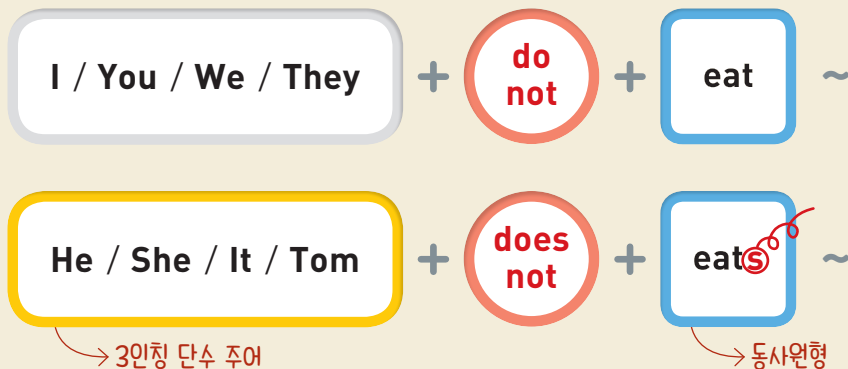 I / You / We / They + do not + eat ~
He / She / It / Tom + does not + eats ~
3인칭 단수 주어
동사원형